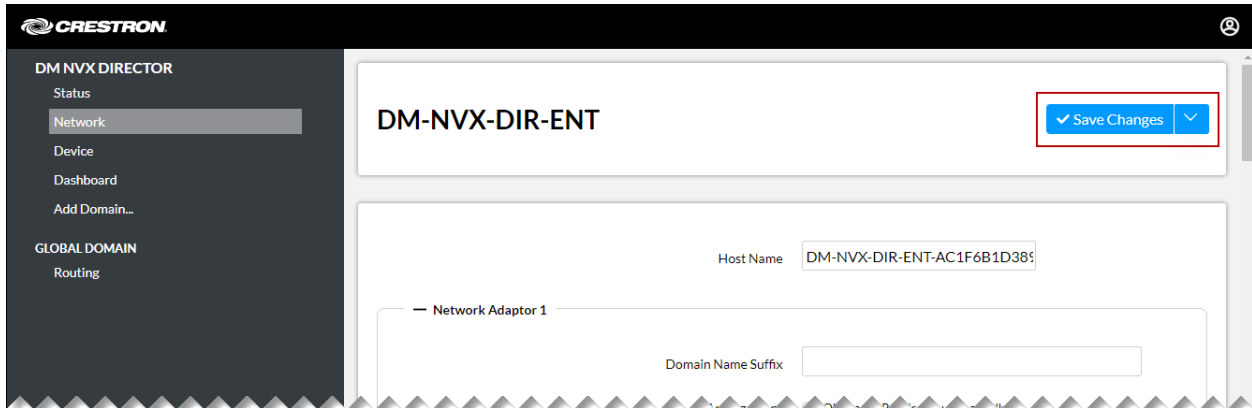 CRESTRON
DM NVX DIRECTOR
Status
Network
Device
Dashboard
Add Domain...
GLOBAL DOMAIN
Routing
DM-NVX-DIR-ENT
Save Changes
Host Name DM-NVX-DIR-ENT-AC1F6B1D389
Network Adaptor 1
Domain Name Suffix